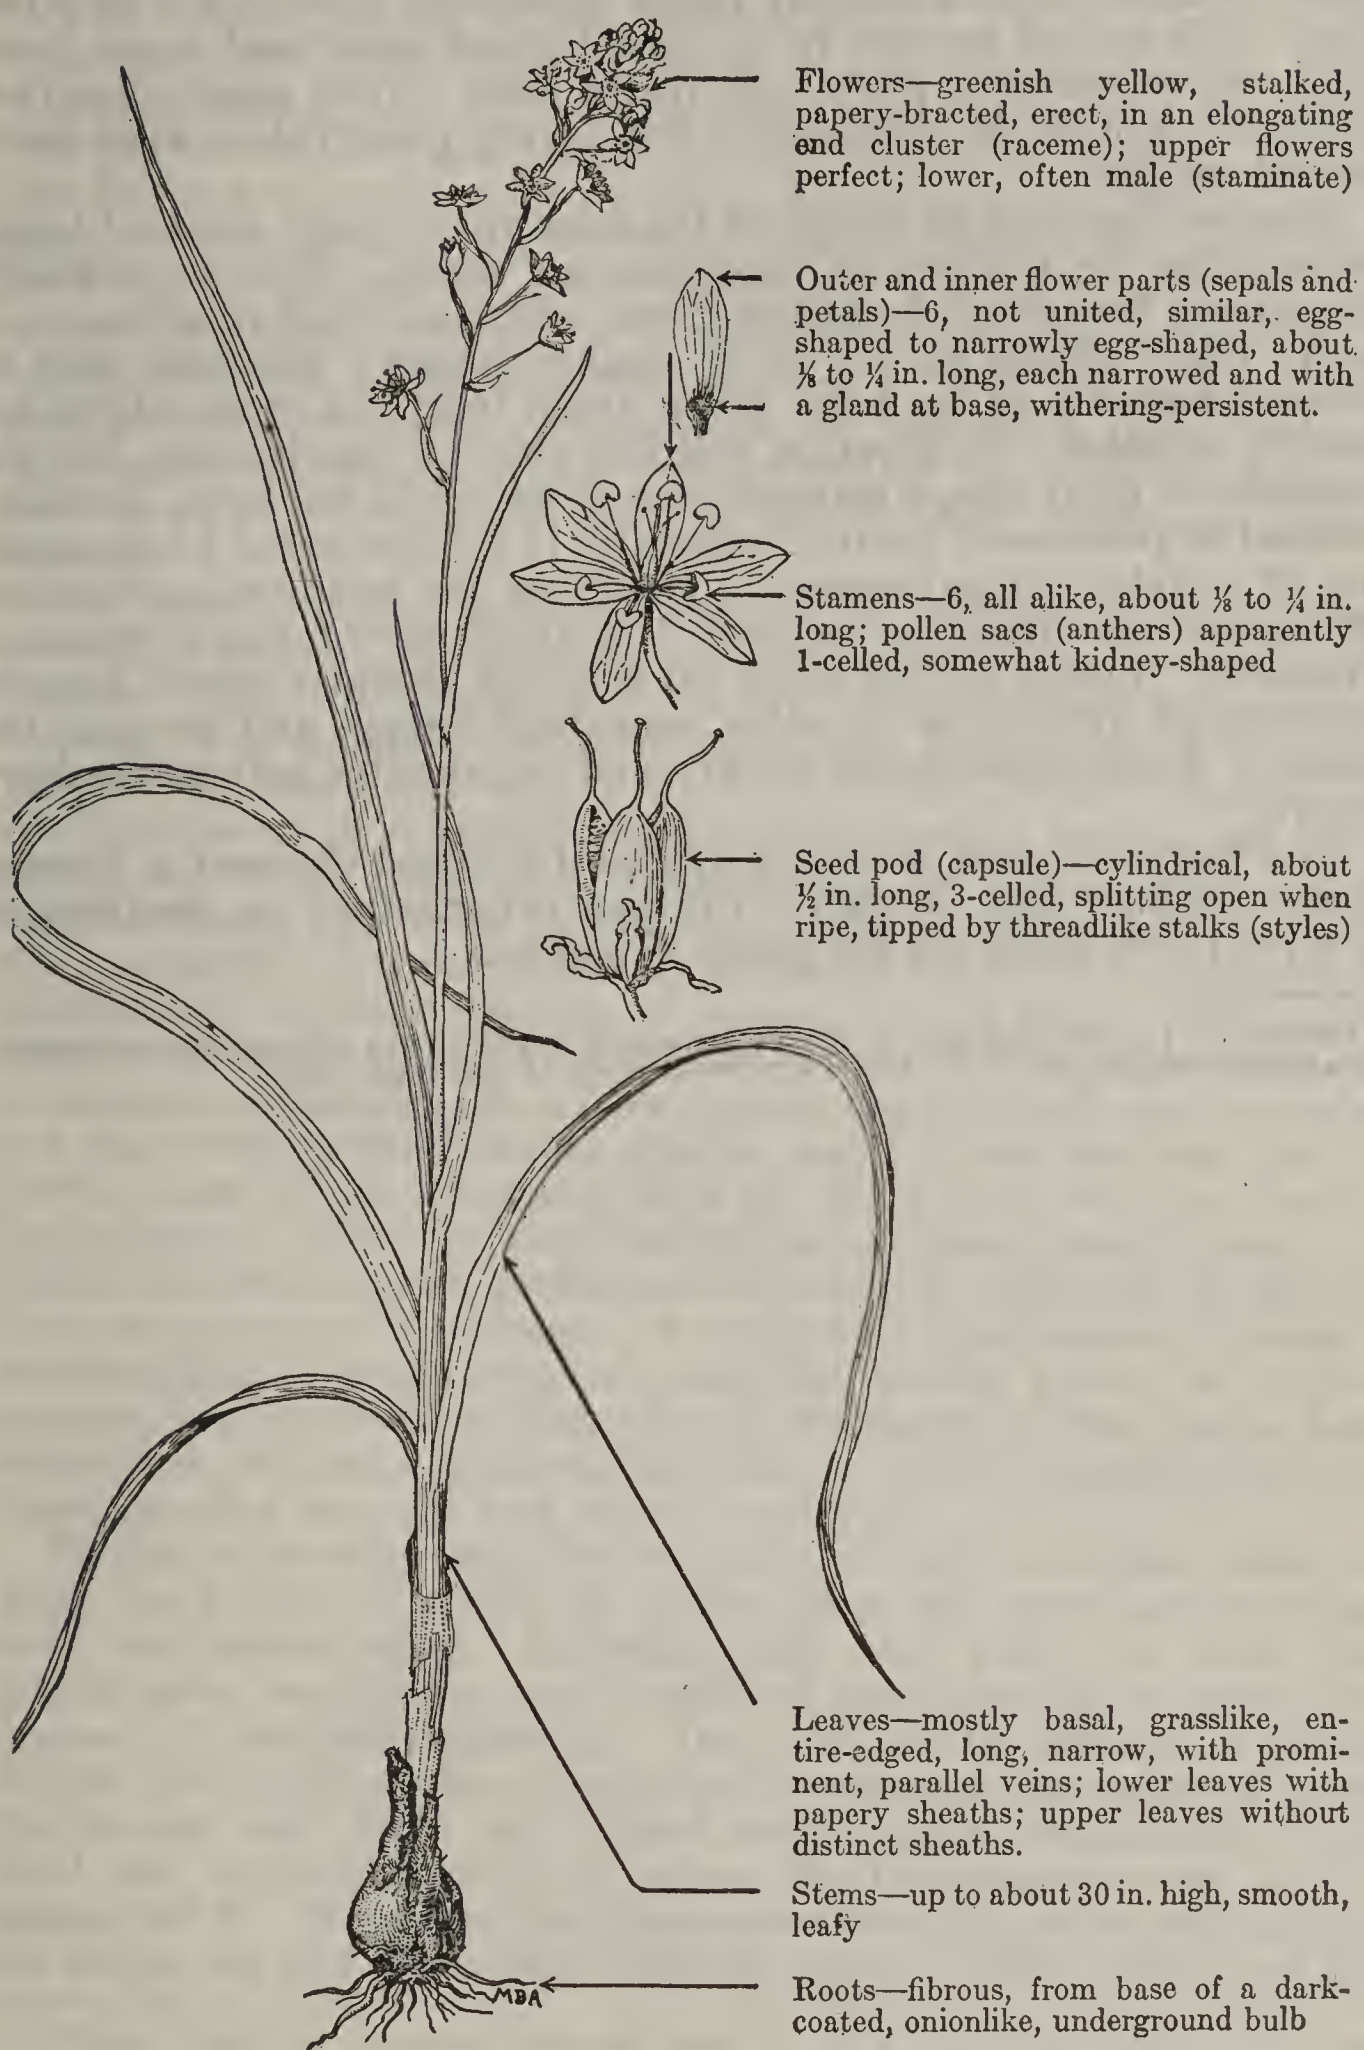 Flowers—greenish yellow, stalked,
papery-bracted, erect, in an elongating
end cluster (raceme); upper flowers
perfect; lower, often male (staminate)
Outer and inner flower parts (sepals and
petals)—6, not united, similar, egg-
shaped to narrowly egg-shaped, about
⅛ to ¼ in. long, each narrowed and with
a gland at base, withering-persistent.
Stamens—6, all alike, about ⅛ to ¼ in.
long; pollen sacs (anthers) apparently
1-celled, somewhat kidney-shaped
Seed pod (capsule)—cylindrical, about
½ in. long, 3-celled, splitting open when
ripe, tipped by threadlike stalks (styles)
Leaves—mostly basal, grasslike, en-
tire-edged, long, narrow, with promi-
nent, parallel veins; lower leaves with
papery sheaths; upper leaves without
distinct sheaths.
Stems—up to about 30 in. high, smooth,
leafy
MBA
Roots—fibrous, from base of a dark-
coated, onionlike, underground bulb